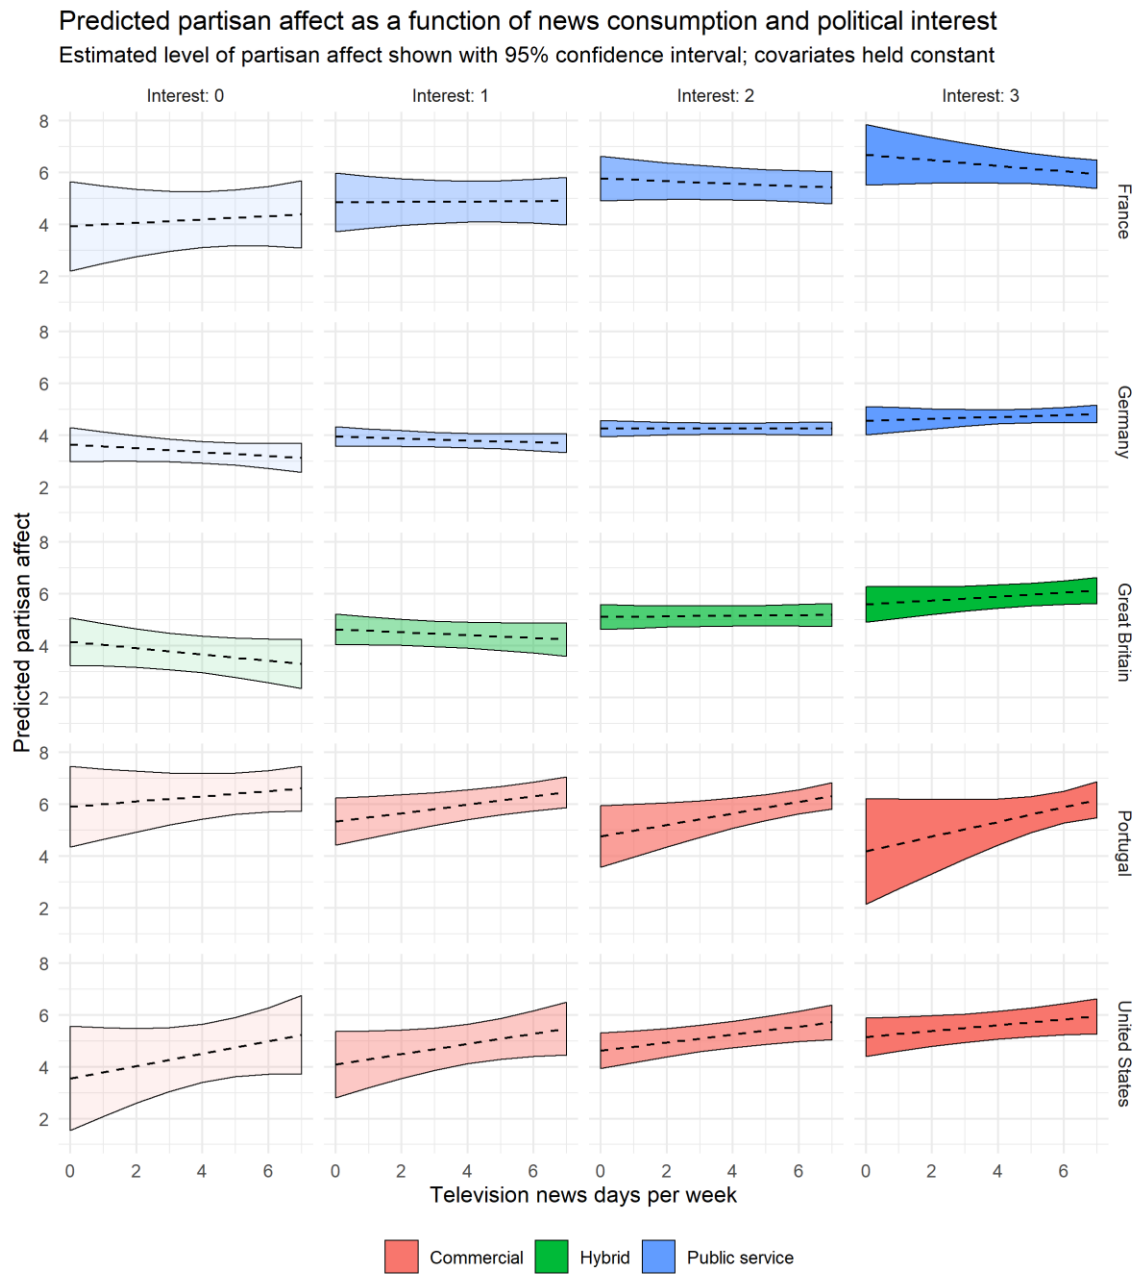 Predicted partisan affect as a function of news consumption and political interest
Estimated level of partisan affect shown with 95% confidence interval; covariates held constant
Interest: 0 Interest: 1 Interest: 2 Interest: 3
8
6
4
2
France
8
6
4
2
Germany
Predicted partisan affect
8
6
4
2
Great Britain
8
6
4
2
Portugal
8
6
4
2
United States
0 2 4 6 0 2 4 6 0 2 4 6 0 2 4 6
Television news days per week
Commercial Hybrid Public service